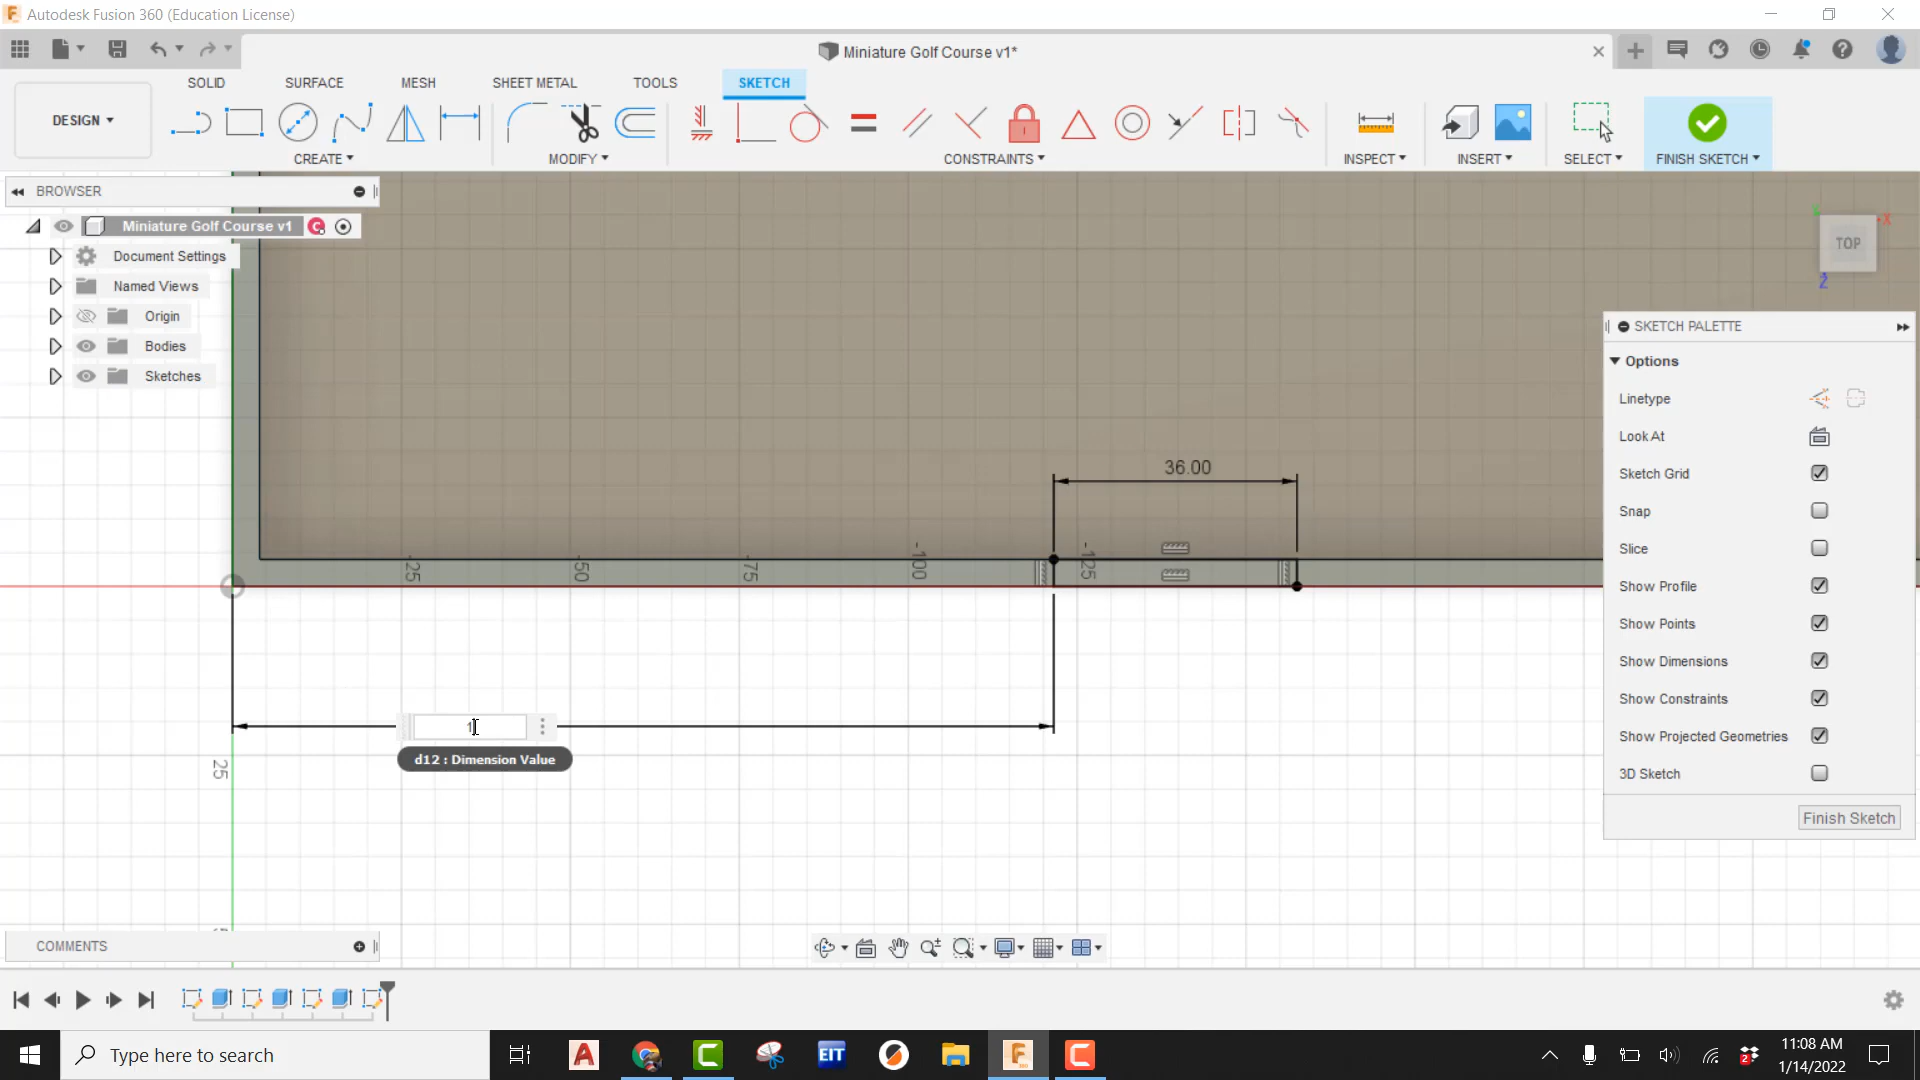 Autodesk Fusion 360 (Education License)
Miniature Golf Course v1*
SOLID
SURFACE
MESH
SHEET METAL
TOOLS
SKETCH
DESIGN
CREATE
MODIFY
CONSTRAINTS
INSPECT
INSERT
SELECT
FINISH SKETCH
BROWSER
Miniature Golf Course v1
Document Settings
Named Views
Origin
Bodies
Sketches
TOP
X
Z
SKETCH PALETTE
Options
Linetype
Look At
Sketch Grid
Snap
Slice
Show Profile
Show Points
Show Dimensions
Show Constraints
Show Projected Geometries
3D Sketch
Finish Sketch
36.00
25
50
75
-100
-125
1
d12 : Dimension Value
25
COMMENTS
EIT
Type here to search
11:08 AM
1/14/2022